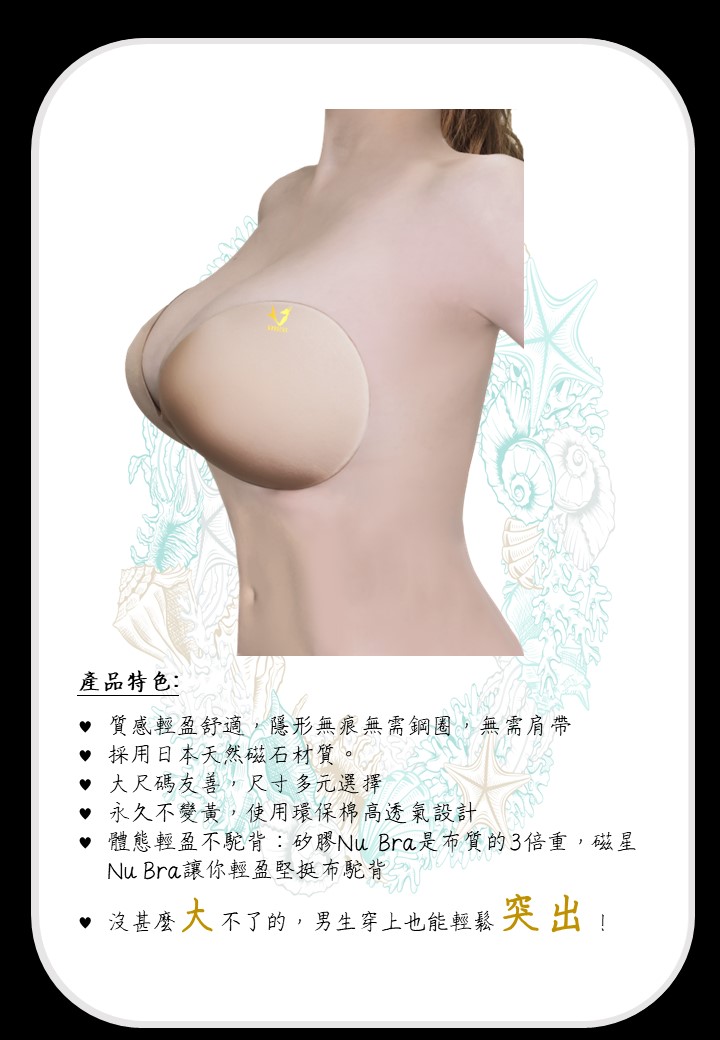 產品特色:
♥ 質感輕盈舒適，隱形無痕無需鋼圈，無需肩帶
♥ 採用日本天然磁石材質。
♥ 大尺碼友善，尺寸多元選擇
♥ 永久不變黃，使用環保棉高透氣設計
♥ 體態輕盈不駝背：矽膠Nu Bra是布質的3倍重，磁星
Nu Bra讓你輕盈堅挺布駝背
♥ 沒甚麼大不了的，男生穿上也能輕鬆突出！